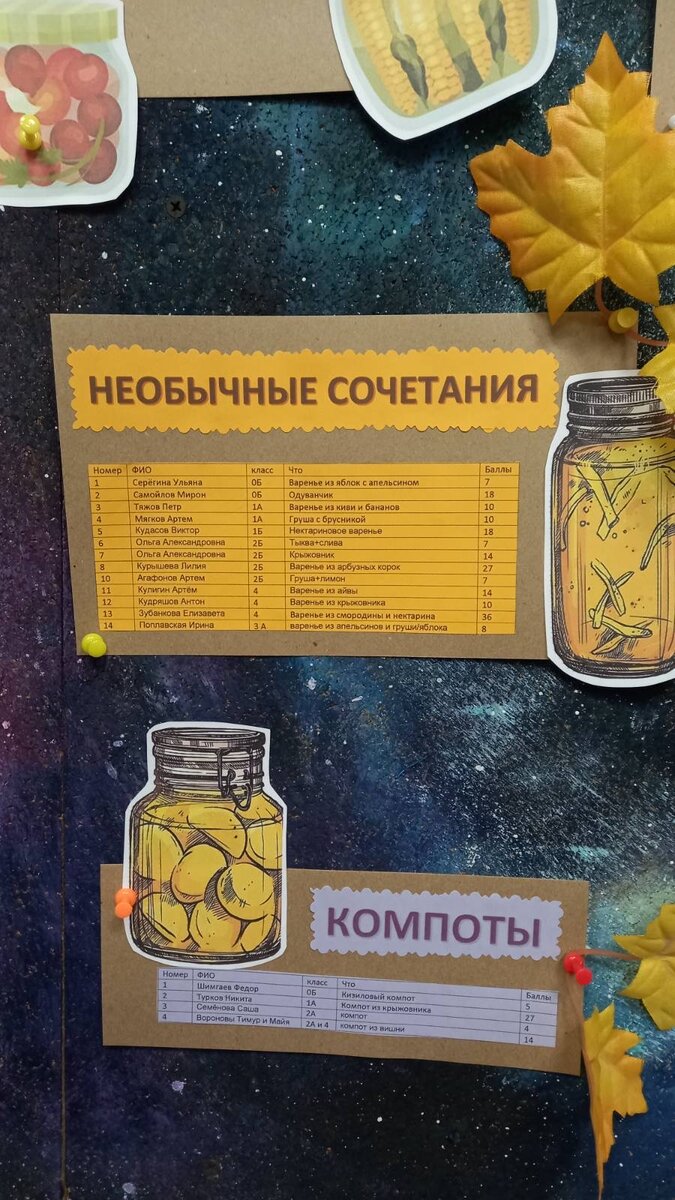 НЕОБЫЧНЫЕ СОЧЕТАНИЯ
Номер ФИО класс Что Баллы
1 Серёгина Ульяна 0Б Варенье из яблок с апельсином 7
2 Самойлов Мирон 0Б Одуванчик 18
3 Тяжов Петр 1А Варенье из киви и бананов 10
4 Мягков Артем 1А Груша с брусникой 10
5 Кудасов Виктор 1Б Нектариновое варенье 18
6 Ольга Александровна 2Б Тыква+слива 7
7 Ольга Александровна 2Б Крыжовник 14
8 Курышева Лилия 2Б Варенье из арбузных корок 27
10 Агафонов Артем 2Б Груша+лимон 7
11 Кулигин Артём 4 Варенье из айвы 14
12 Кудряшов Антон 4 Варенье из крыжовника 10
13 Зубанкова Елизавета 4 Варенье из смородины и нектарина 36
14 Поплавская Ирина 3 А варенье из апельсинов и груши/яблока 8
КОМПОТЫ
Номер ФИО класс Что Баллы
1 Шимгаев Федор 0Б Кизиловый компот 5
2 Турков Никита 1А Компот из крыжовника 27
3 Семёнова Саша 2А компот 4
4 Вороновы Тимур и Майя 2А и 4 компот из вишни 14